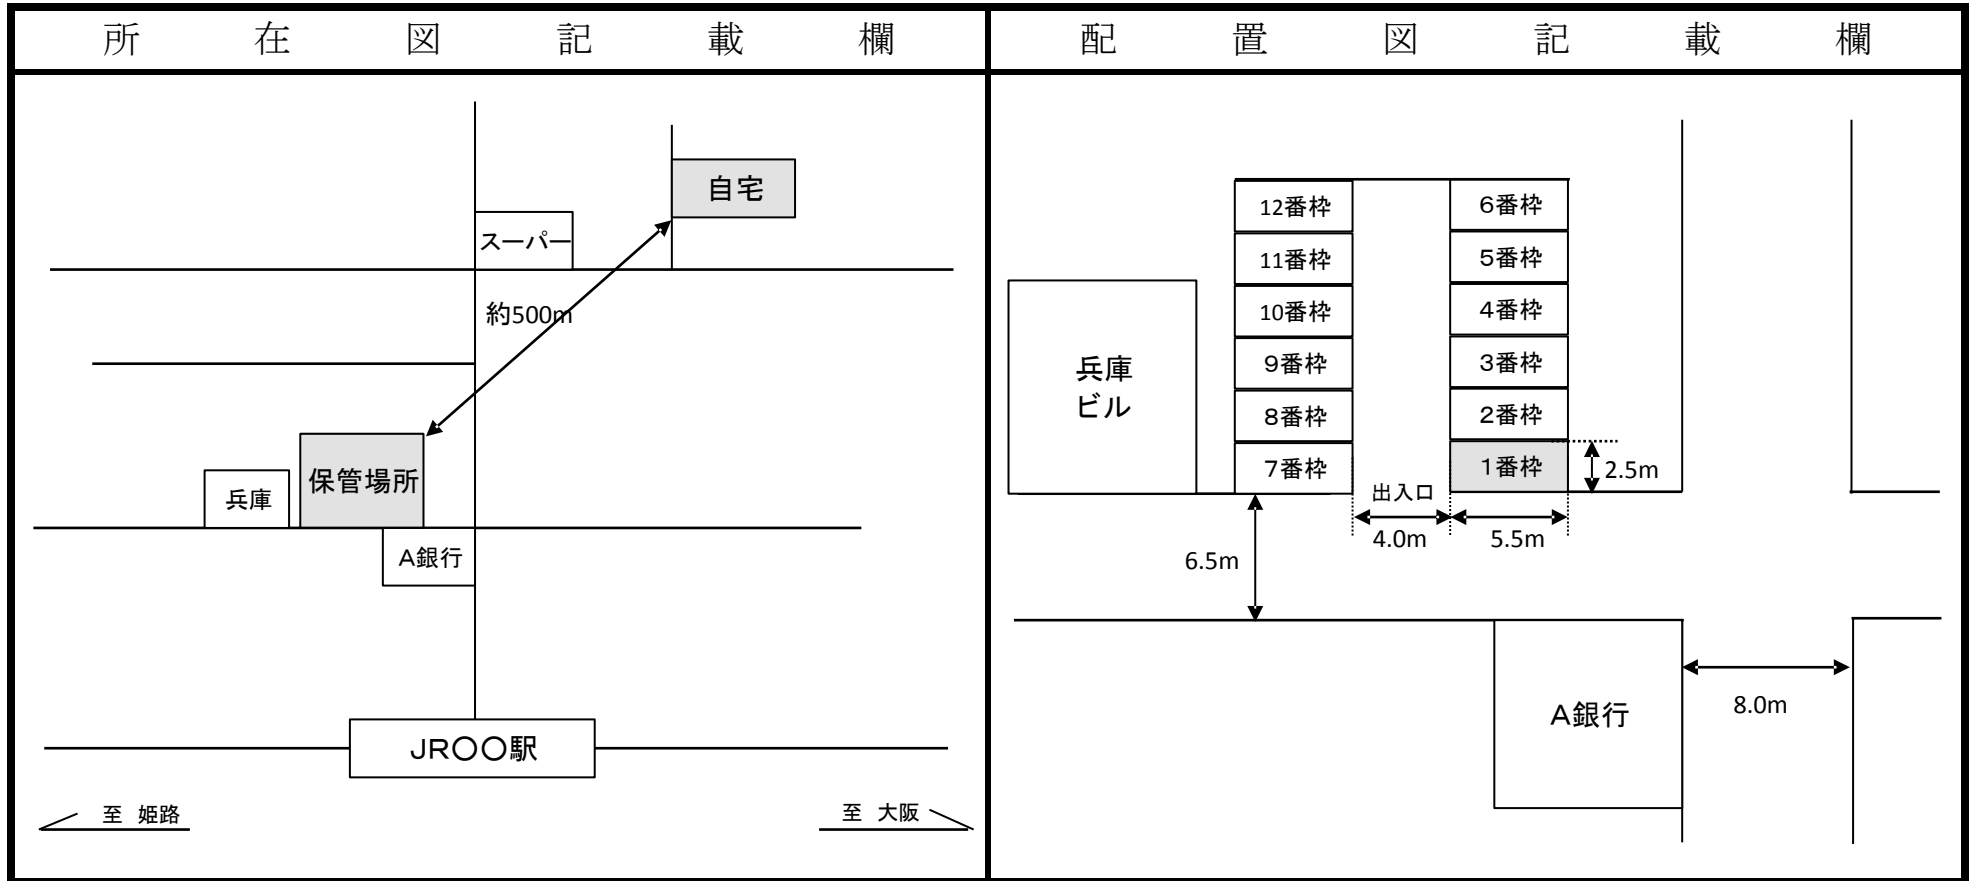 所在図記載欄
自宅
スーパー
約500m
保管場所
兵庫
A銀行
JR〇〇駅
至 姫路
至 大阪
配置図記載欄
12番枠
6番枠
11番枠
5番枠
10番枠
4番枠
9番枠
3番枠
8番枠
2番枠
7番枠
1番枠
兵庫
ビル
2.5m
出入口
4.0m
5.5m
6.5m
A銀行
8.0m